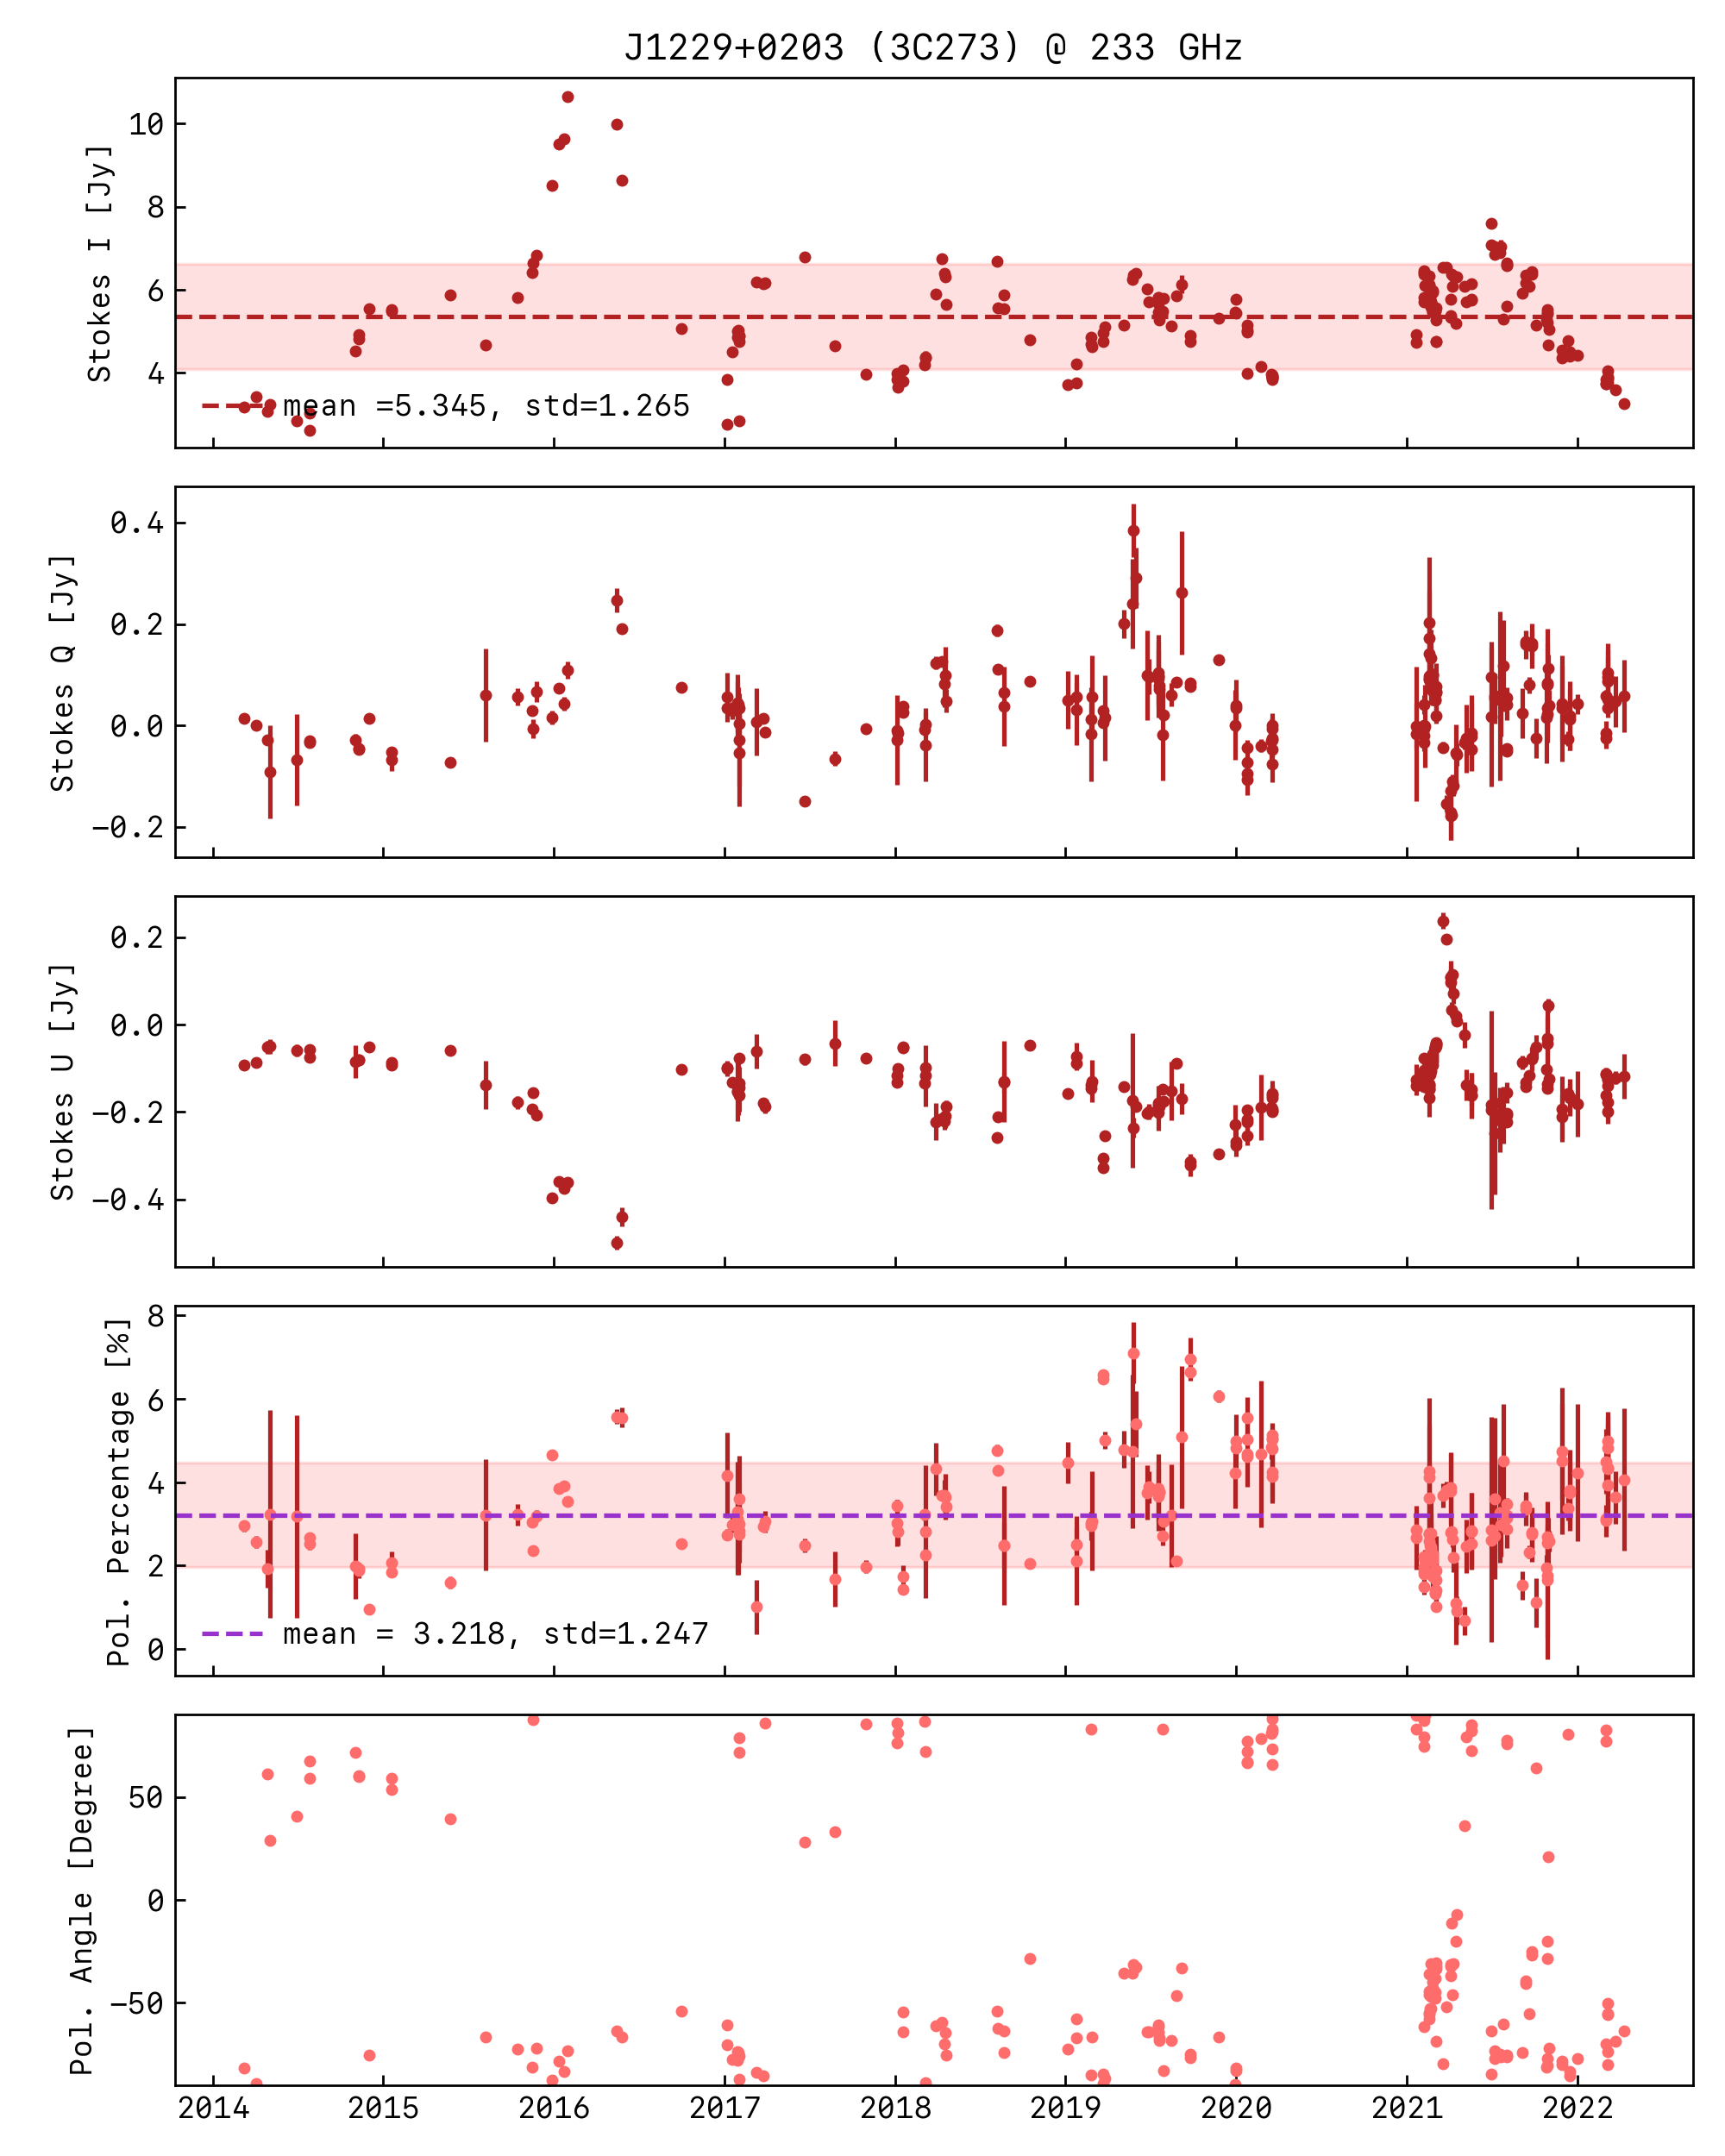 J1229+0203 (3C273) @ 233 GHz
Stokes I [Jy]
10
8
6
4
mean =5.345, std=1.265
Stokes Q [Jy]
0.4
0.2
0.0
−0.2
Stokes U [Jy]
0.2
0.0
−0.2
−0.4
Pol. Percentage [%]
8
6
4
2
0
mean = 3.218, std=1.247
Pol. Angle [Degree]
50
0
−50
2014 2015 2016 2017 2018 2019 2020 2021 2022